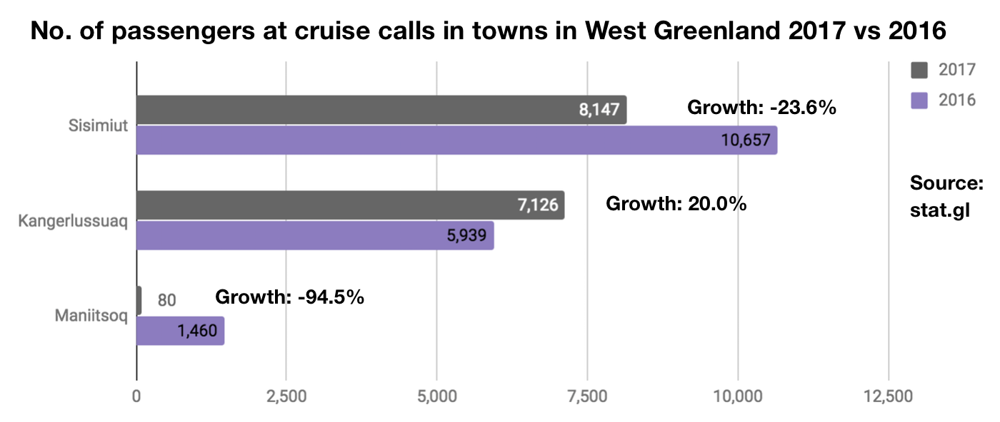 No. of passengers at cruise calls in towns in West Greenland 2017 vs 2016
2017
2016
Sisimiut
8,147
Growth: -23.6%
10,657
Source:
stat.gl
Kangerlussuaq
7,126
Growth: 20.0%
5,939
Maniitsoq
80
Growth: -94.5%
1,460
0
2,500
5,000
7,500
10,000
12,500